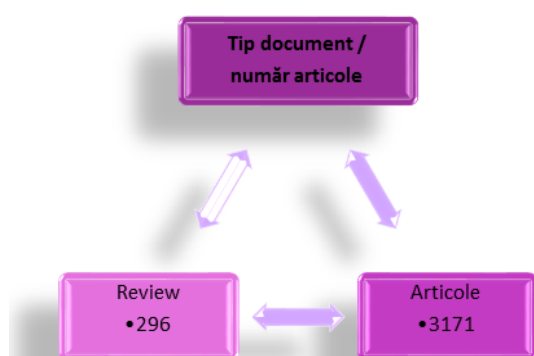 Tip document /
număr articole
Review
•296
Articole
•3171